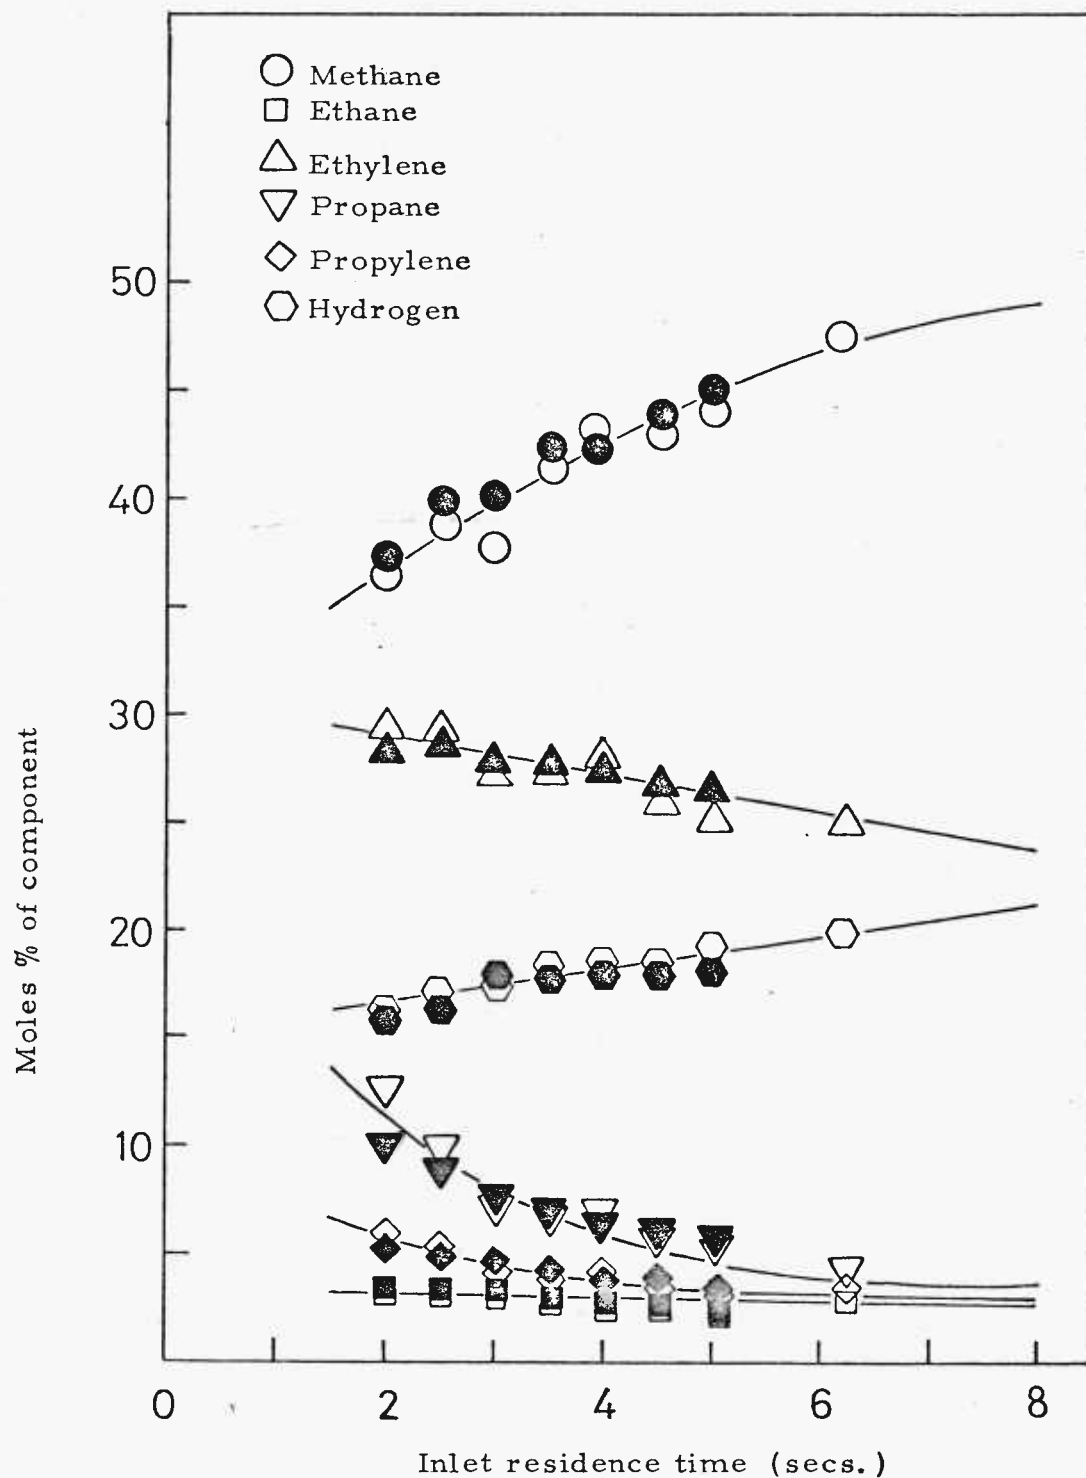 Methane
Ethane
Ethylene
Propane
Propylene
Hydrogen
50
40
30
20
10
Moles % of component
0 2 4 6 8
Inlet residence time (secs.)